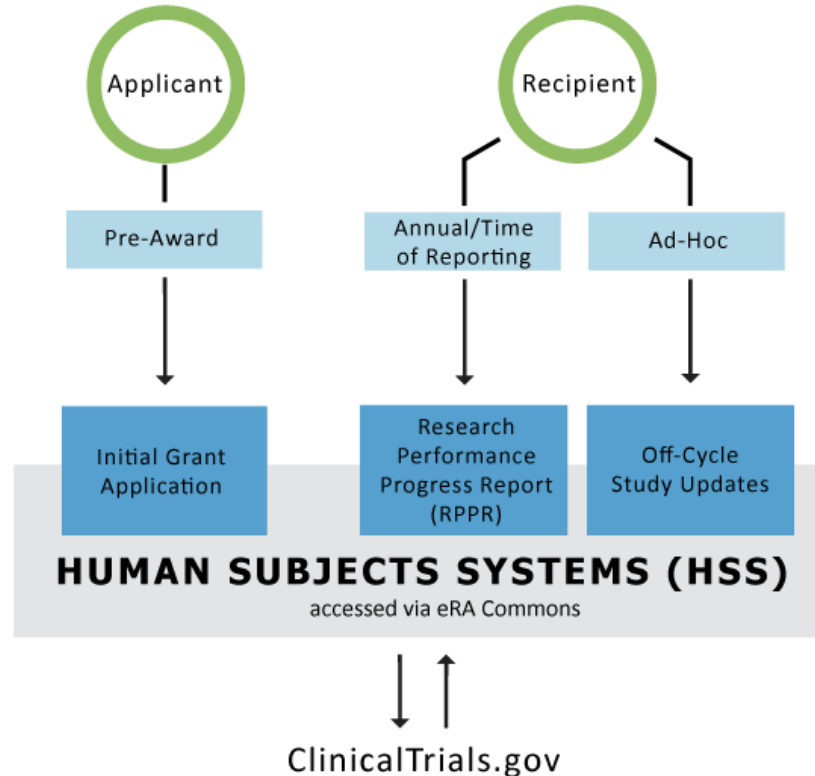 Applicant
Recipient
Pre-Award
Annual/Time
of Reporting
Ad-Hoc
Initial Grant
Application
Research
Performance
Progress Report
(RPPR)
Off-Cycle
Study Updates
HUMAN SUBJECTS SYSTEMS (HSS)
accessed via eRA Commons
ClinicalTrials.gov